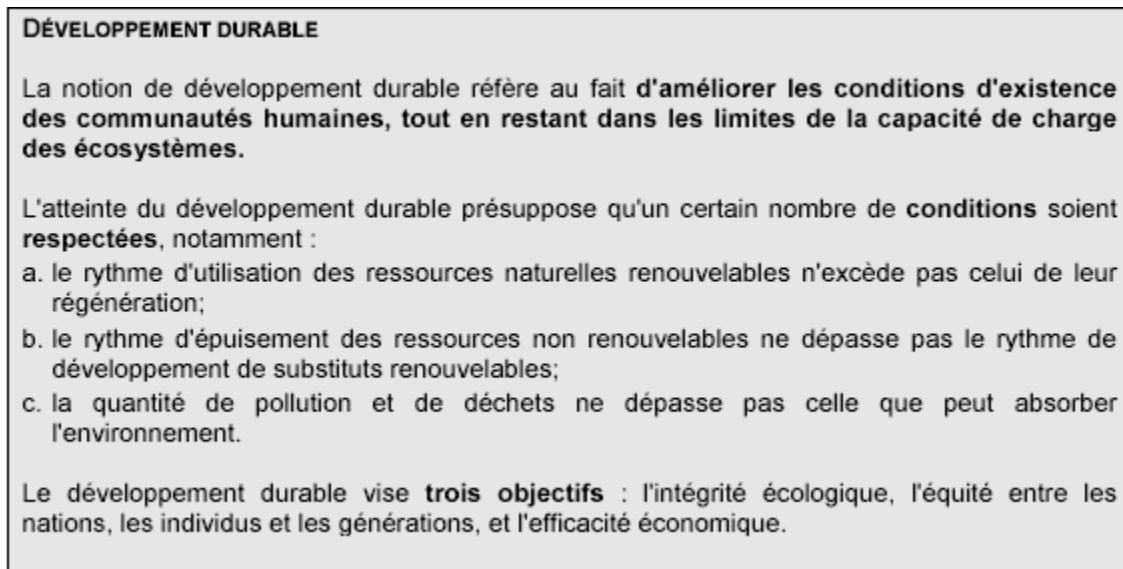 DÉVELOPPEMENT DURABLE
La notion de développement durable réfère au fait d'améliorer les conditions d'existence
des communautés humaines, tout en restant dans les limites de la capacité de charge
des écosystèmes.
L'atteinte du développement durable présuppose qu'un certain nombre de conditions soient
respectées, notamment :
a. le rythme d'utilisation des ressources naturelles renouvelables n'excède pas celui de leur
régénération;
b. le rythme d'épuisement des ressources non renouvelables ne dépasse pas le rythme de
développement de substituts renouvelables;
c. la quantité de pollution et de déchets ne dépasse pas celle que peut absorber
l'environnement.
Le développement durable vise trois objectifs : l'intégrité écologique, l'équité entre les
nations, les individus et les générations, et l'efficacité économique.